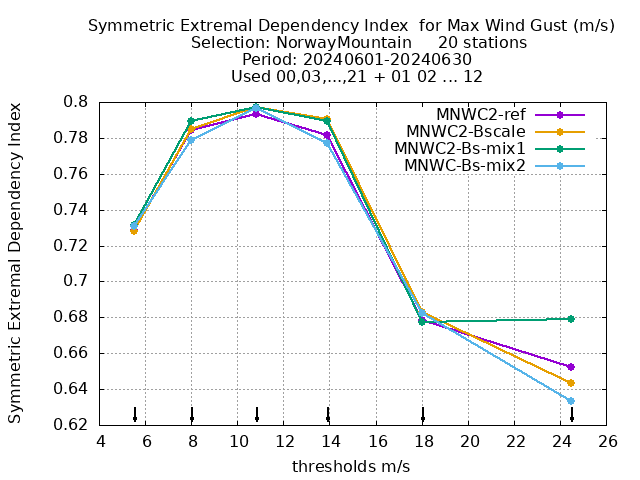 Symmetric Extremal Dependency Index  for Max Wind Gust (m/s)
Selection: NorwayMountain     20 stations
Period: 20240601-20240630
Used 00,03,...,21 + 01 02 ... 12
Symmetric Extremal Dependency Index
0.8
0.78
0.76
0.74
0.72
0.7
0.68
0.66
0.64
0.62
MNWC2-ref
MNWC2-Bscale
MNWC2-Bs-mix1
MNWC-Bs-mix2
4 6 8 10 12 14 16 18 20 22 24 26
thresholds m/s